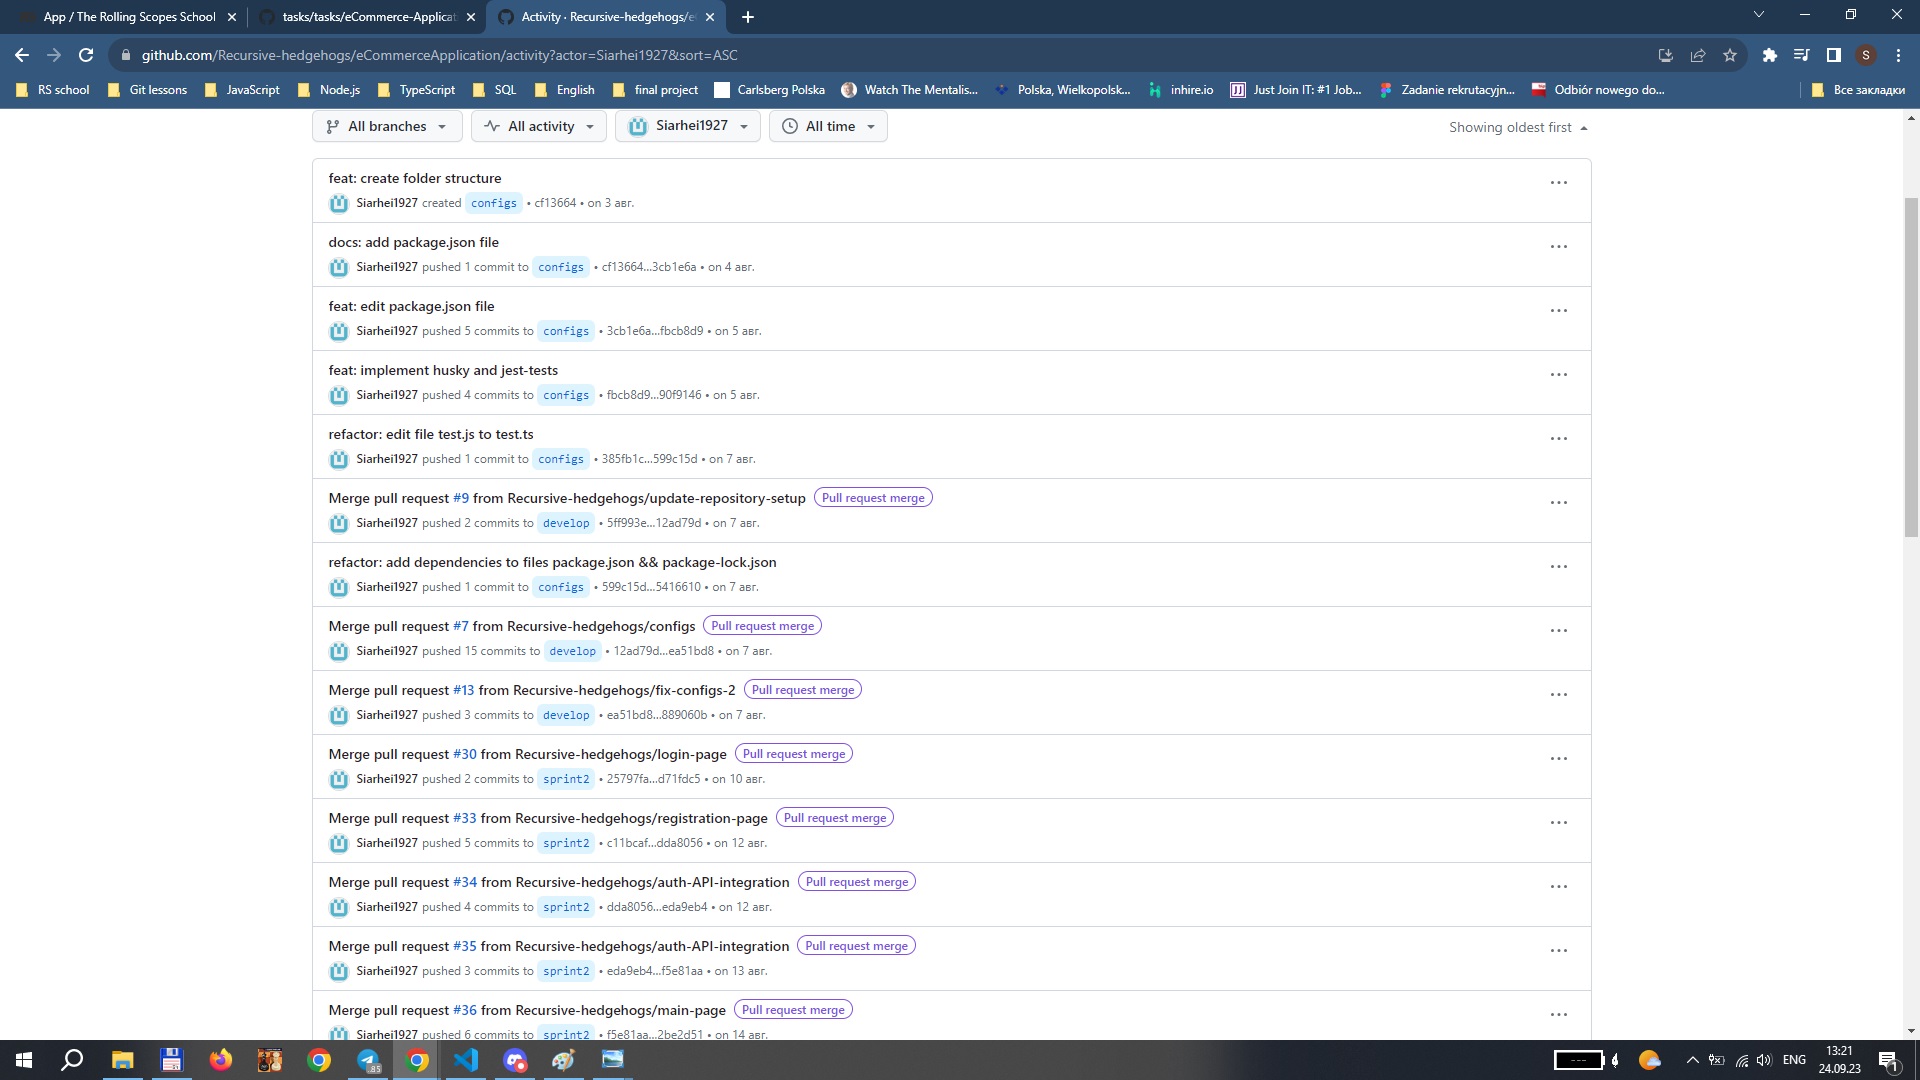 App / The Rolling Scopes School
tasks/tasks/eCommerce-Applicat
Activity · Recursive-hedgehogs/e
github.com/Recursive-hedgehogs/eCommerceApplication/activity?actor=Siarhei1927&sort=ASC
S
RS school
Git lessons
JavaScript
Node.js
TypeScript
SQL
English
final project
Carlsberg Polska
Watch The Mentalis...
Polska, Wielkopolsk...
inhire.io
Just Join IT: #1 Job...
Zadanie rekrutacyjn...
Odbiór nowego do...
Все закладки
All branches
All activity
Siarhei1927
All time
Showing oldest first
feat: create folder structure
Siarhei1927 created configs • cf13664 • on 3 авг.
docs: add package.json file
Siarhei1927 pushed 1 commit to configs • cf13664...3cb1e6a • on 4 авг.
feat: edit package.json file
Siarhei1927 pushed 5 commits to configs • 3cb1e6a...fbcb8d9 • on 5 авг.
feat: implement husky and jest-tests
Siarhei1927 pushed 4 commits to configs • fbcb8d9...90f9146 • on 5 авг.
refactor: edit file test.js to test.ts
Siarhei1927 pushed 1 commit to configs • 385fb1c...599c15d • on 7 авг.
Merge pull request #9 from Recursive-hedgehogs/update-repository-setup Pull request merge
Siarhei1927 pushed 2 commits to develop • 5ff993e...12ad79d • on 7 авг.
refactor: add dependencies to files package.json && package-lock.json
Siarhei1927 pushed 1 commit to configs • 599c15d...5416610 • on 7 авг.
Merge pull request #7 from Recursive-hedgehogs/configs Pull request merge
Siarhei1927 pushed 15 commits to develop • 12ad79d...ea51bd8 • on 7 авг.
Merge pull request #13 from Recursive-hedgehogs/fix-configs-2 Pull request merge
Siarhei1927 pushed 3 commits to develop • ea51bd8...889060b • on 7 авг.
Merge pull request #30 from Recursive-hedgehogs/login-page Pull request merge
Siarhei1927 pushed 2 commits to sprint2 • 25797fa...d71fdc5 • on 10 авг.
Merge pull request #33 from Recursive-hedgehogs/registration-page Pull request merge
Siarhei1927 pushed 5 commits to sprint2 • c11bcaf...dda8056 • on 12 авг.
Merge pull request #34 from Recursive-hedgehogs/auth-API-integration Pull request merge
Siarhei1927 pushed 4 commits to sprint2 • dda8056...eda9eb4 • on 12 авг.
Merge pull request #35 from Recursive-hedgehogs/auth-API-integration Pull request merge
Siarhei1927 pushed 3 commits to sprint2 • eda9eb4...f5e81aa • on 13 авг.
Merge pull request #36 from Recursive-hedgehogs/main-page Pull request merge
Siarhei1927 pushed 6 commits to sprint2 • f5e81aa...2be2d51 • on 14 авг.
85
ENG
13:21
24.09.23
1